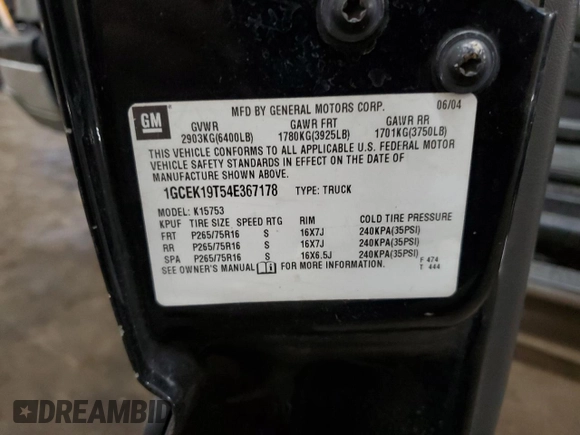 GM
MFD BY GENERAL MOTORS CORP. 06/04
GVWR GAWR FRT GAWR RR
2903KG(6400LB) 1780KG(3925LB) 1701KG(3750LB)
THIS VEHICLE CONFORMS TO ALL APPLICABLE U.S. FEDERAL MOTOR
VEHICLE SAFETY STANDARDS IN EFFECT ON THE DATE OF
MANUFACTURE SHOWN ABOVE.
1GCEK19T54E367178 TYPE: TRUCK
MODEL: K15753
KPUF TIRE SIZE SPEED RTG RIM COLD TIRE PRESSURE
FRT P265/75R16 S 16X7J 240KPA(35PSI)
RR P265/75R16 S 16X7J 240KPA(35PSI)
SPA P265/75R16 S 16X6.5J 240KPA(35PSI)
SEE OWNER'S MANUAL FOR MORE INFORMATION.
F 474
T 444
DREAMBID